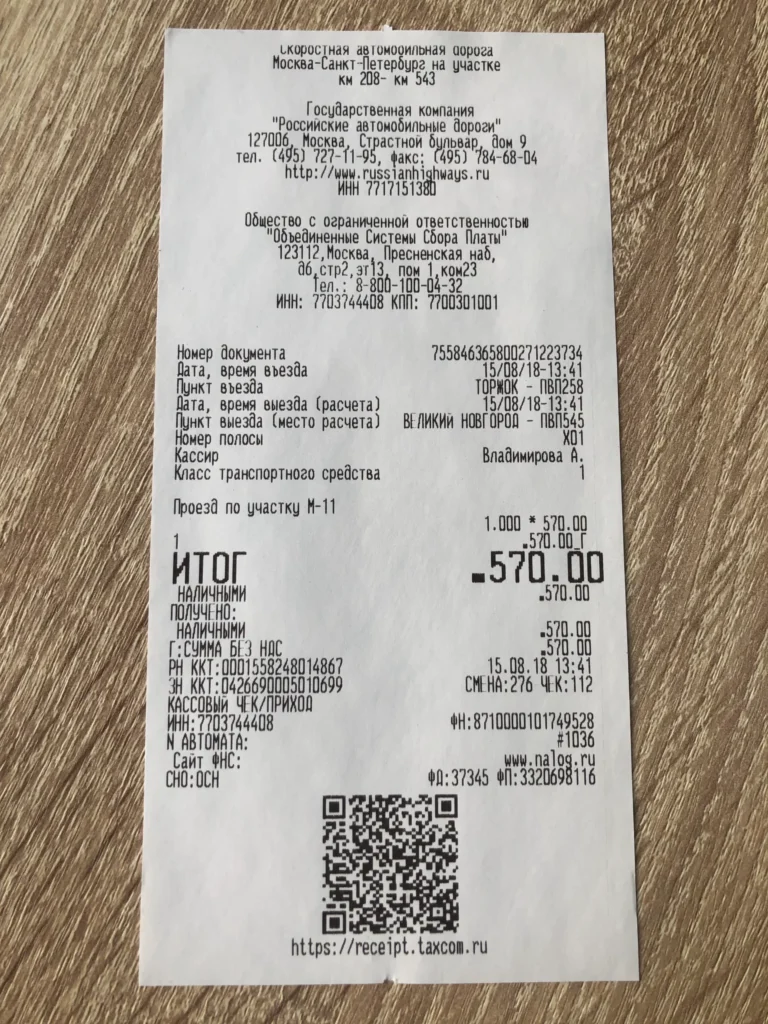 Скоростная автомобильная дорога
Москва-Санкт-Петербург на участке
км 208- км 543
Государственная компания
"Российские автомобильные дороги"
127006, Москва, Страстной бульвар, дом 9
тел. (495) 727-11-95, факс: (495) 784-68-04
http://www.russianhighways.ru
ИНН 7717151380
Общество с ограниченной ответственностью
"Объединенные Системы Сбора Платы"
123112,Москва, Пресненская наб,
д6,стр2,эт13, пом 1,ком23
Тел.: 8-800-100-04-32
ИНН: 7703744408 КПП: 7700301001
Номер документа 755846365800271223734
Дата, время въезда 15/08/18-13:41
Пункт въезда ТОРЖОК - ПВП258
Дата, время выезда (расчета) 15/08/18-13:41
Пункт выезда (место расчета) ВЕЛИКИЙ НОВГОРОД - ПВП545
Номер полосы X01
Кассир Владимирова А.
Класс транспортного средства 1
Проезд по участку М-11
1.000 * 570.00
1 .570.00_Г
ИТОГ .570.00
НАЛИЧНЫМИ .570.00
ПОЛУЧЕНО:
НАЛИЧНЫМИ .570.00
Г:СУММА БЕЗ НДС .570.00
РН ККТ:0001558248014867 15.08.18 13:41
ЗН ККТ:0426690005010699 СМЕНА:276 ЧЕК:112
КАССОВЫЙ ЧЕК/ПРИХОД
ИНН:7703744408 ФН:8710000101749528
N АВТОМАТА: #1036
Сайт ФНС: www.nalog.ru
СНО:ОСН ФД:37345 ФП:3320698116
https://receipt.taxcom.ru